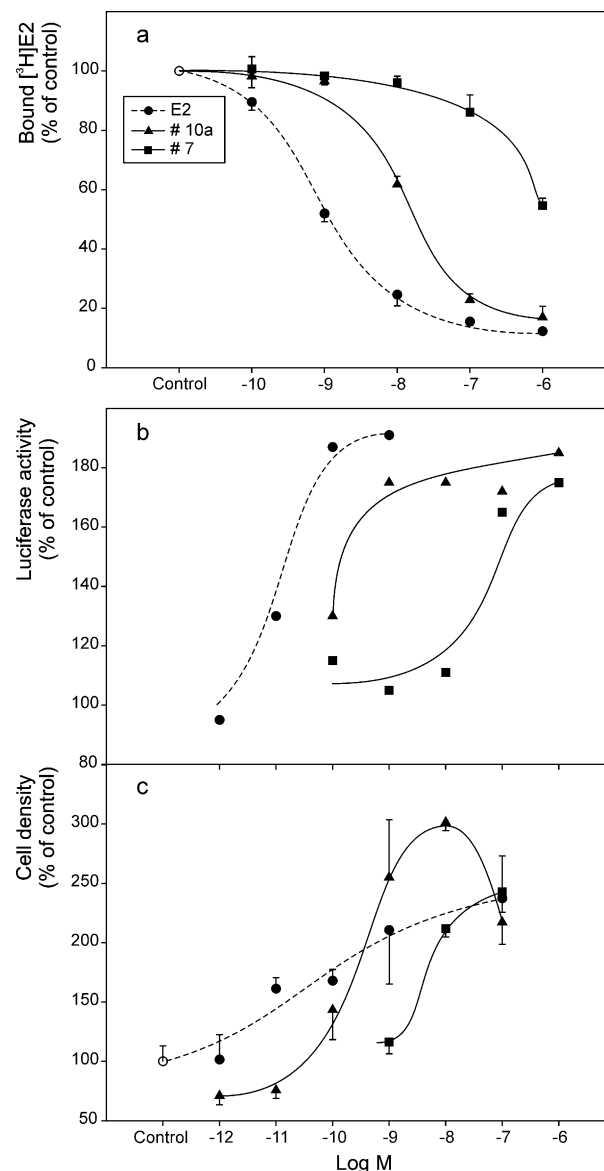 a
Bound [³H]E2
(% of control)
100
80
60
40
20
0
E2
# 10a
# 7
Control
-10
-9
-8
-7
-6
b
Luciferase activity
(% of control)
180
160
140
120
100
80
c
Cell density
(% of control)
300
250
200
150
100
50
Control
-12
-11
-10
-9
-8
-7
-6
Log M